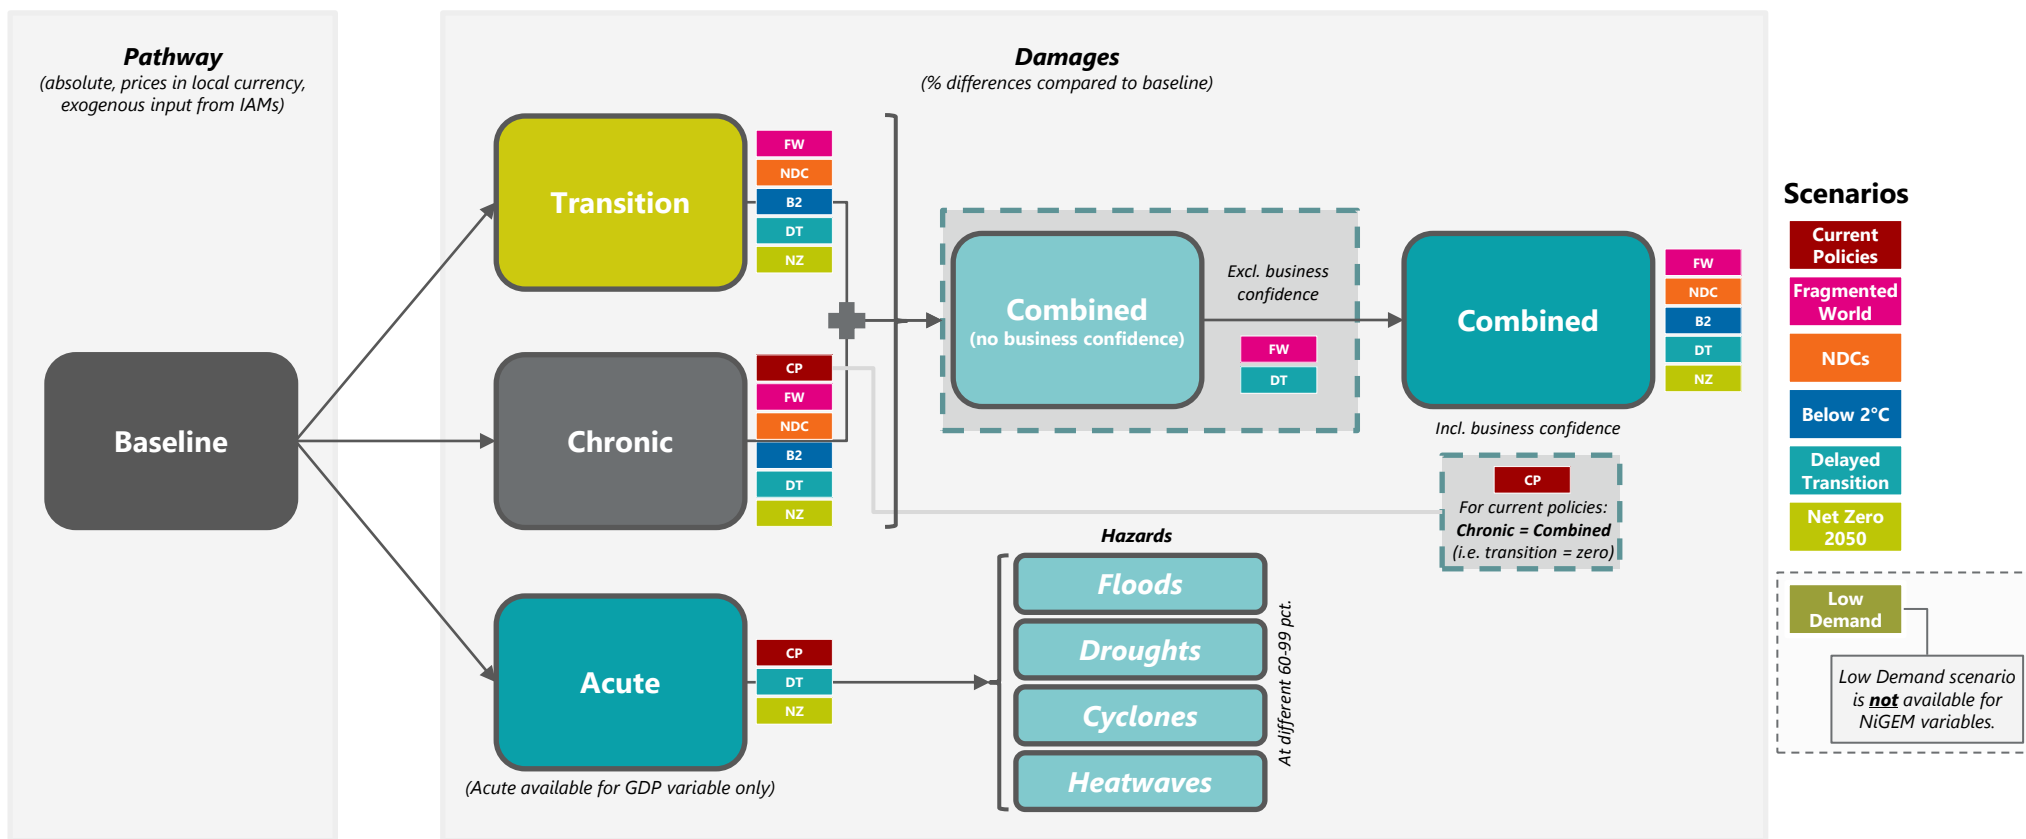 Pathway
(absolute, prices in local currency,
exogenous input from IAMs)
Baseline
Damages
(% differences compared to baseline)
Transition
FW
NDC
B2
DT
NZ
Chronic
CP
FW
NDC
B2
DT
NZ
Acute
CP
DT
NZ
(Acute available for GDP variable only)
Combined
(no business confidence)
Excl. business
confidence
FW
DT
Combined
FW
NDC
B2
DT
NZ
Incl. business confidence
CP
For current policies:
Chronic = Combined
(i.e. transition = zero)
Hazards
Floods
Droughts
Cyclones
Heatwaves
At different 60-99 pct.
Scenarios
Current
Policies
Fragmented
World
NDCs
Below 2°C
Delayed
Transition
Net Zero
2050
Low
Demand
Low Demand scenario
is not available for
NiGEM variables.